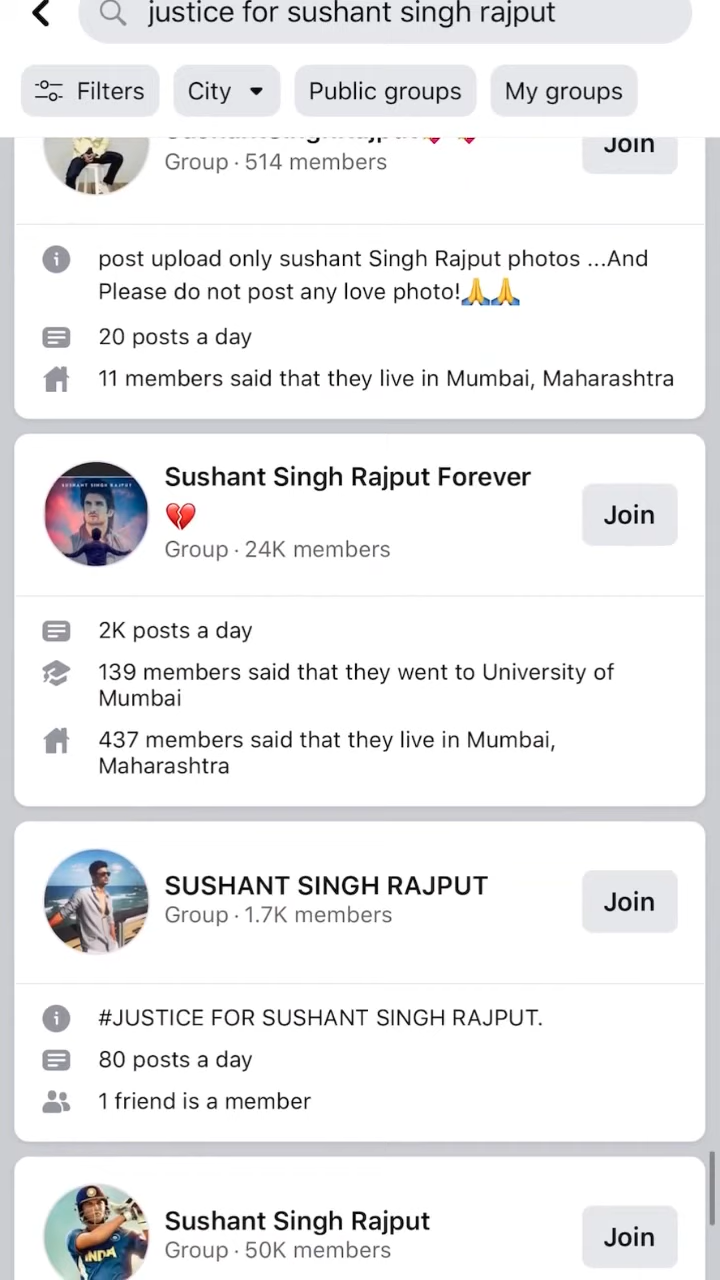 justice for sushant singh rajput
Filters
City
Public groups
My groups
Join
Group · 514 members
post upload only sushant Singh Rajput photos ...And
Please do not post any love photo!🙏🙏
20 posts a day
11 members said that they live in Mumbai, Maharashtra
SUSHANT SINGH RAJPUT
Sushant Singh Rajput Forever
💔
Join
Group · 24K members
2K posts a day
139 members said that they went to University of
Mumbai
437 members said that they live in Mumbai,
Maharashtra
SUSHANT SINGH RAJPUT
Join
Group · 1.7K members
#JUSTICE FOR SUSHANT SINGH RAJPUT.
80 posts a day
1 friend is a member
Sushant Singh Rajput
Join
Group · 50K members
INDIA